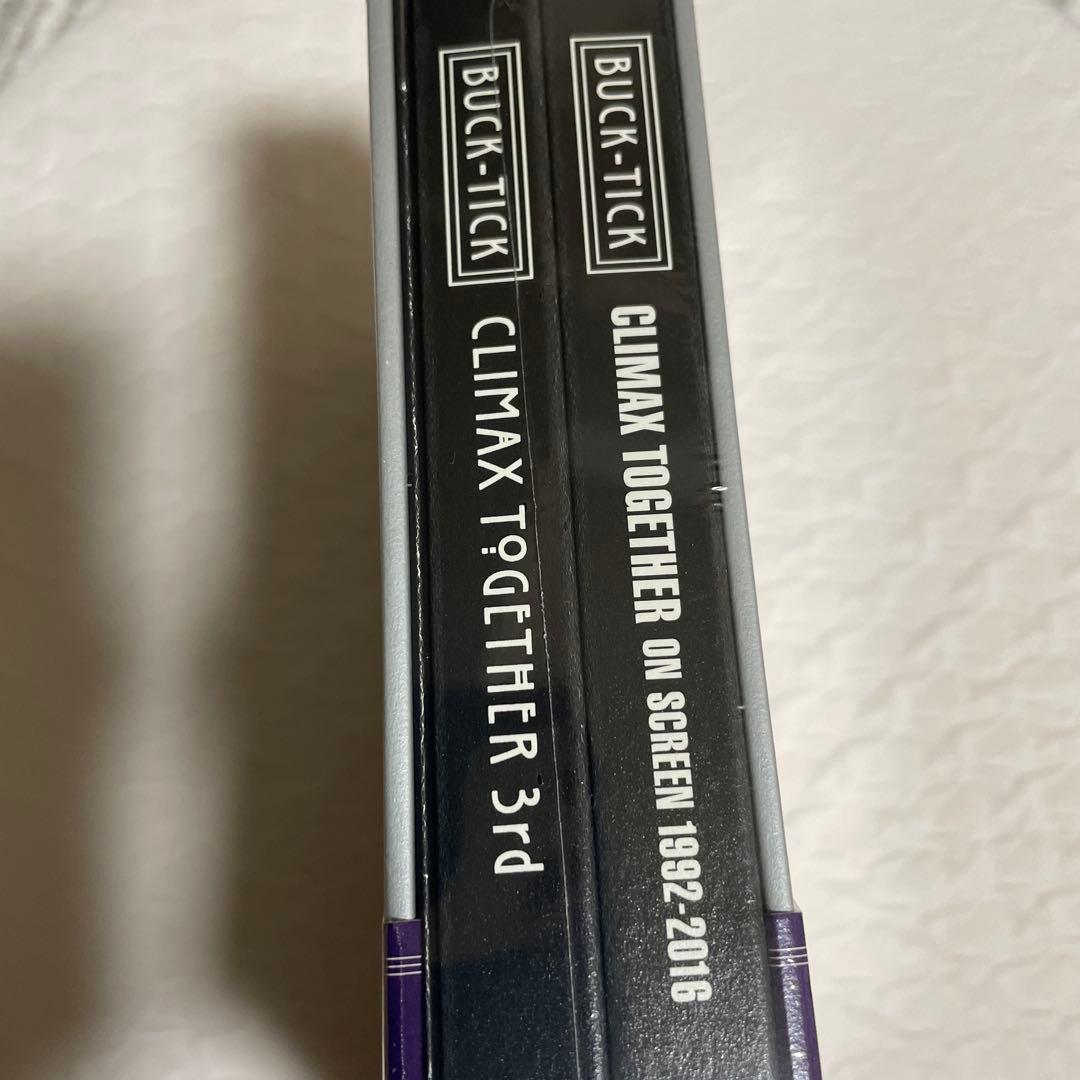 BUCK-TICK CLIMAX TOGETHER ON SCREEN 1992-2016
BUCK-TICK CLIMAX TOGETHER 3rd